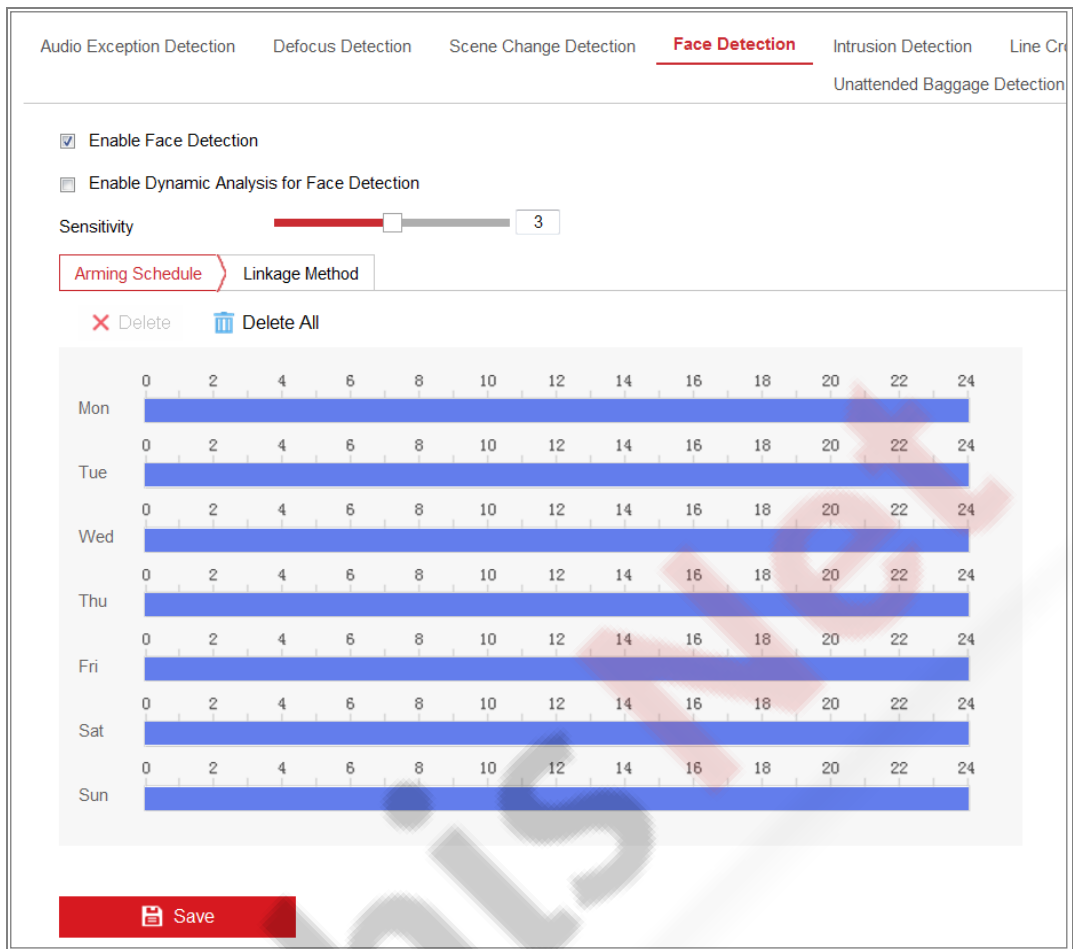 Audio Exception Detection Defocus Detection Scene Change Detection Face Detection Intrusion Detection Line Cro
Unattended Baggage Detection
Enable Face Detection
Enable Dynamic Analysis for Face Detection
Sensitivity 3
Arming Schedule Linkage Method
Delete Delete All
0 2 4 6 8 10 12 14 16 18 20 22 24
Mon
0 2 4 6 8 10 12 14 16 18 20 22 24
Tue
0 2 4 6 8 10 12 14 16 18 20 22 24
Wed
0 2 4 6 8 10 12 14 16 18 20 22 24
Thu
0 2 4 6 8 10 12 14 16 18 20 22 24
Fri
0 2 4 6 8 10 12 14 16 18 20 22 24
Sat
0 2 4 6 8 10 12 14 16 18 20 22 24
Sun
Save
his Net